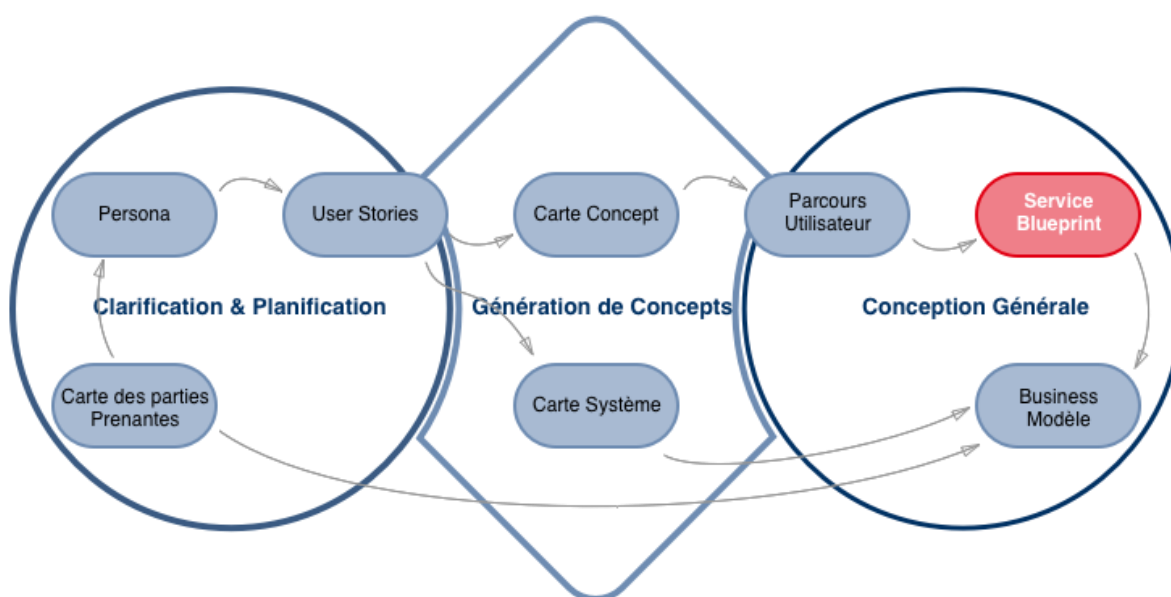 Persona
User Stories
Carte Concept
Parcours
Utilisateur
Service
Blueprint
Clarification & Planification
Génération de Concepts
Conception Générale
Carte des parties
Prenantes
Carte Système
Business
Modèle